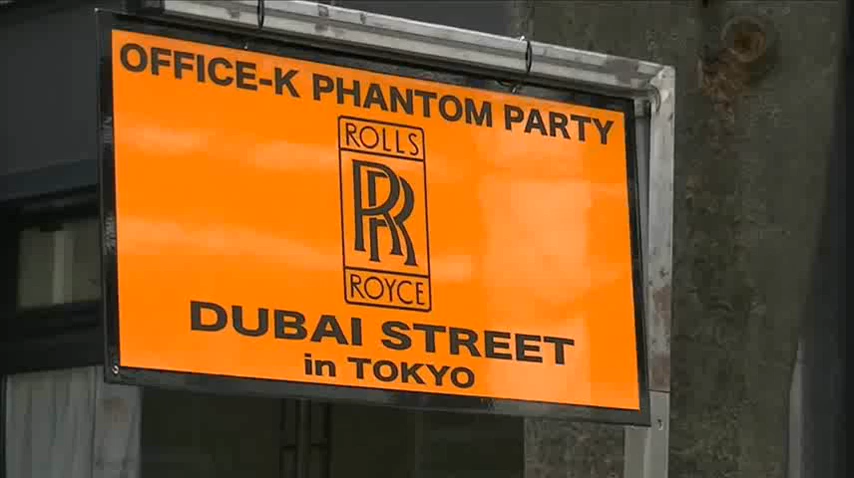 OFFICE-K PHANTOM PARTY
ROLLS
RR
ROYCE
DUBAI STREET
in TOKYO